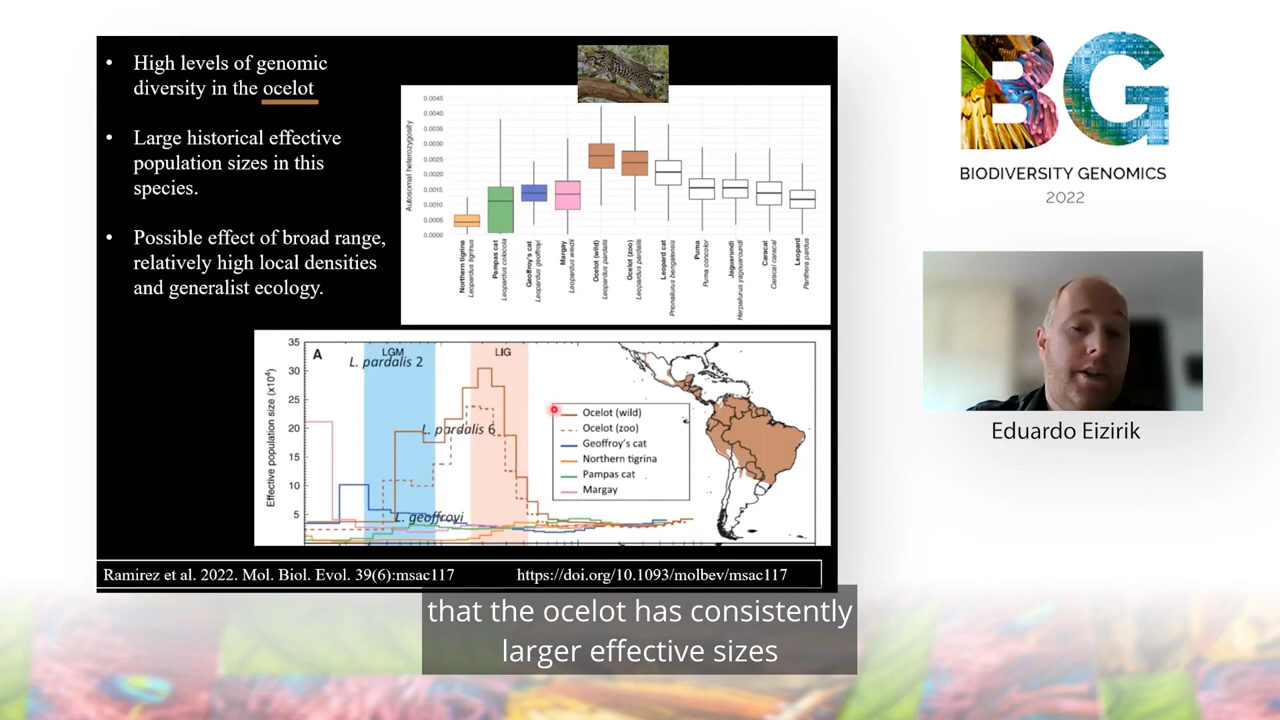 • High levels of genomic
diversity in the ocelot
• Large historical effective
population sizes in this
species.
• Possible effect of broad range,
relatively high local densities
and generalist ecology.
Autosomal heterozygosity
0.0045
0.0040
0.0035
0.0030
0.0025
0.0020
0.0015
0.0010
0.0005
0.0000
Northern tigrina
Leopardus tigrinus
Pampas cat
Leopardus colocola
Geoffroy's cat
Leopardus geoffroyi
Margay
Leopardus wiedii
Ocelot (wild)
Leopardus pardalis
Ocelot (zoo)
Leopardus pardalis
Leopard cat
Prionailurus bengalensis
Puma
Puma concolor
Jaguarundi
Herpailurus yagouaroundi
Caracal
Caracal caracal
Leopard
Panthera pardus
A
Effective population size (x10⁴)
35
30
25
20
15
10
5
LGM
LIG
L. pardalis 2
L. pardalis 6
L. geoffroyi
Ocelot (wild)
Ocelot (zoo)
Geoffroy's cat
Northern tigrina
Pampas cat
Margay
Ramirez et al. 2022. Mol. Biol. Evol. 39(6):msac117 https://doi.org/10.1093/molbev/msac117
BG
BIODIVERSITY GENOMICS
2022
Eduardo Eizirik
that the ocelot has consistently
larger effective sizes